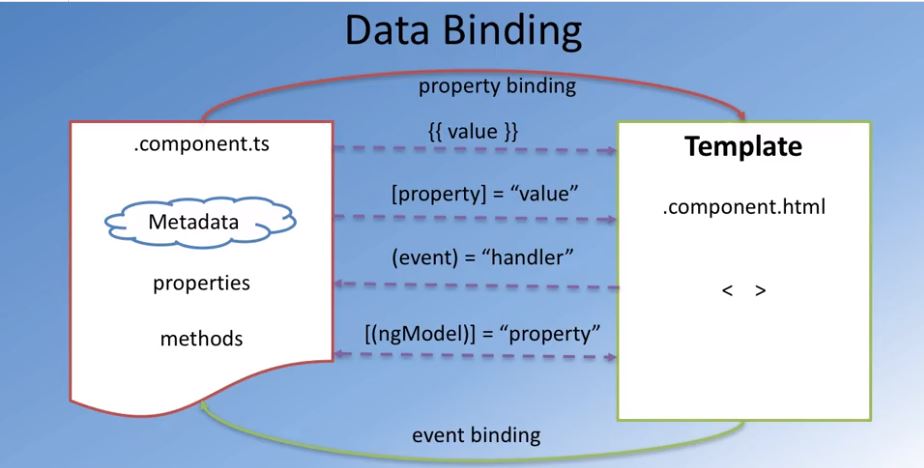 Data Binding
property binding
.component.ts
Metadada
properties
methods
{{ value }}
[property] = “value”
(event) = “handler”
[(ngModel)] = “property”
Template
.component.html
< >
event binding